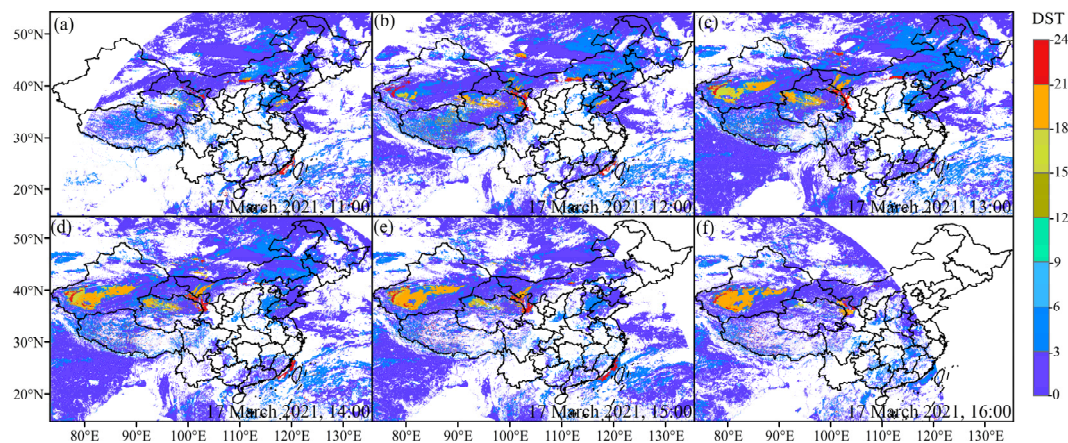 (a) (b) (c) DST
50°N
40°N
30°N
20°N
17 March 2021, 11:00 17 March 2021, 12:00 17 March 2021, 13:00
(d) (e) (f)
50°N
40°N
30°N
20°N
17 March 2021, 14:00 17 March 2021, 15:00 17 March 2021, 16:00
80°E 90°E 100°E 110°E 120°E 130°E 80°E 90°E 100°E 110°E 120°E 130°E 80°E 90°E 100°E 110°E 120°E 130°E
24
21
18
15
12
9
6
3
0